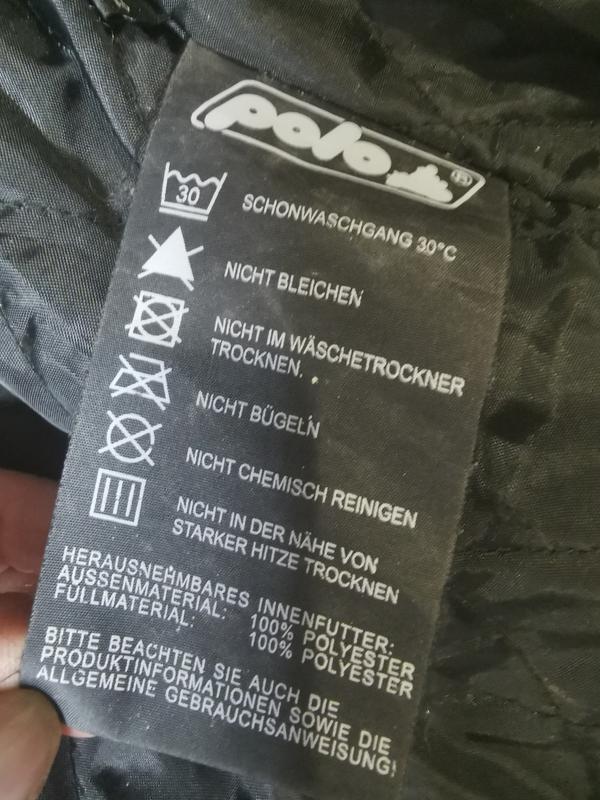 polo ®
30
SCHONWASCHGANG 30°C
NICHT BLEICHEN
NICHT IM WÄSCHETROCKNER
TROCKNEN.
NICHT BÜGELN
NICHT CHEMISCH REINIGEN
NICHT IN DER NÄHE VON
STARKER HITZE TROCKNEN
HERAUSNEHMBARES INNENFUTTER:
AUSSENMATERIAL: 100% POLYESTER
FÜLLMATERIAL: 100% POLYESTER
BITTE BEACHTEN SIE AUCH DIE
PRODUKTINFORMATIONEN SOWIE DIE
ALLGEMEINE GEBRAUCHSANWEISUNG!